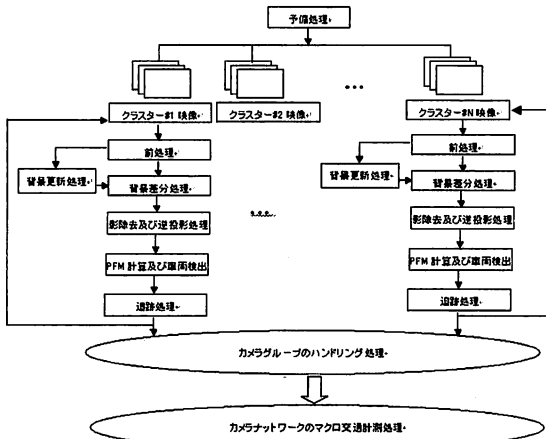 予備処理
クラスター#1 映像
クラスター#2 映像
...
クラスター#N 映像
前処理
背景更新処理
背景差分処理
影除去及び逆投影処理
PFM 計算及び車両検出
追跡処理
前処理
背景更新処理
背景差分処理
影除去及び逆投影処理
PFM 計算及び車両検出
追跡処理
カメラグループのハンドリング処理
カメラネットワークのマクロ交通計測処理